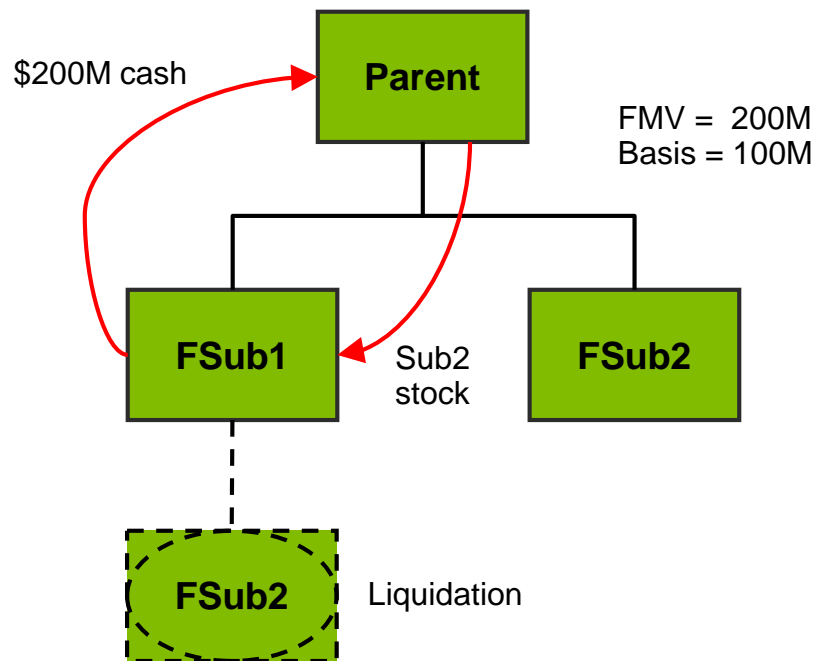 $200M cash
Parent
FMV =  200M
Basis = 100M
FSub1
Sub2
stock
FSub2
FSub2
Liquidation